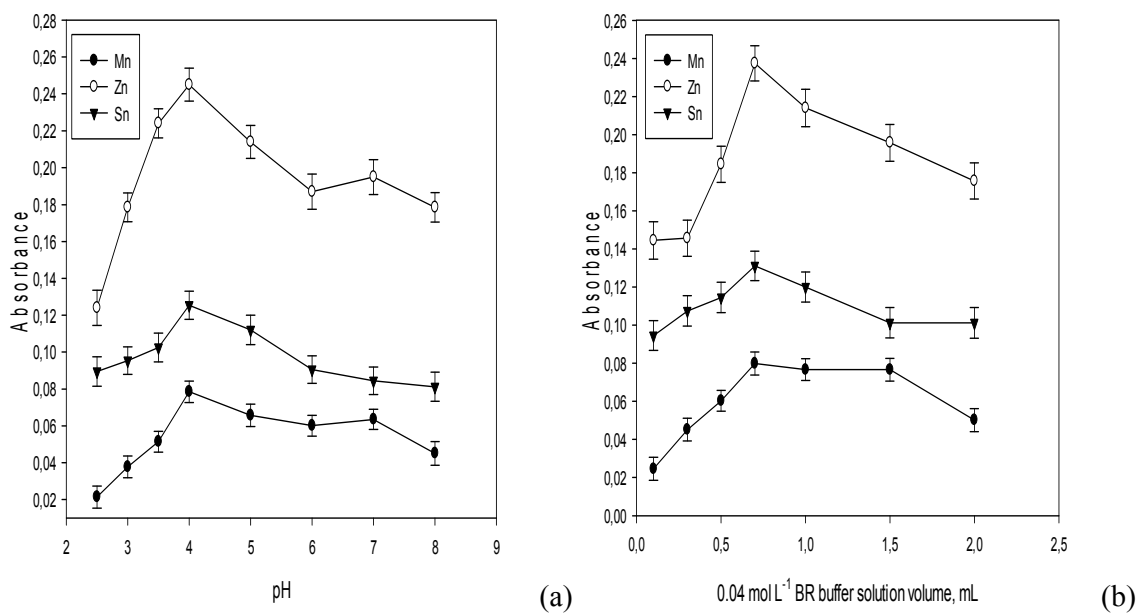 0,28
0,26
0,24
0,22
0,20
0,18
0,16
0,14
0,12
0,10
0,08
0,06
0,04
0,02
Absorbance
Mn
Zn
Sn
2 3 4 5 6 7 8 9
pH
(a)
0,26
0,24
0,22
0,20
0,18
0,16
0,14
0,12
0,10
0,08
0,06
0,04
0,02
0,00
Absorbance
Mn
Zn
Sn
0,0 0,5 1,0 1,5 2,0 2,5
0.04 mol L⁻¹ BR buffer solution volume, mL
(b)